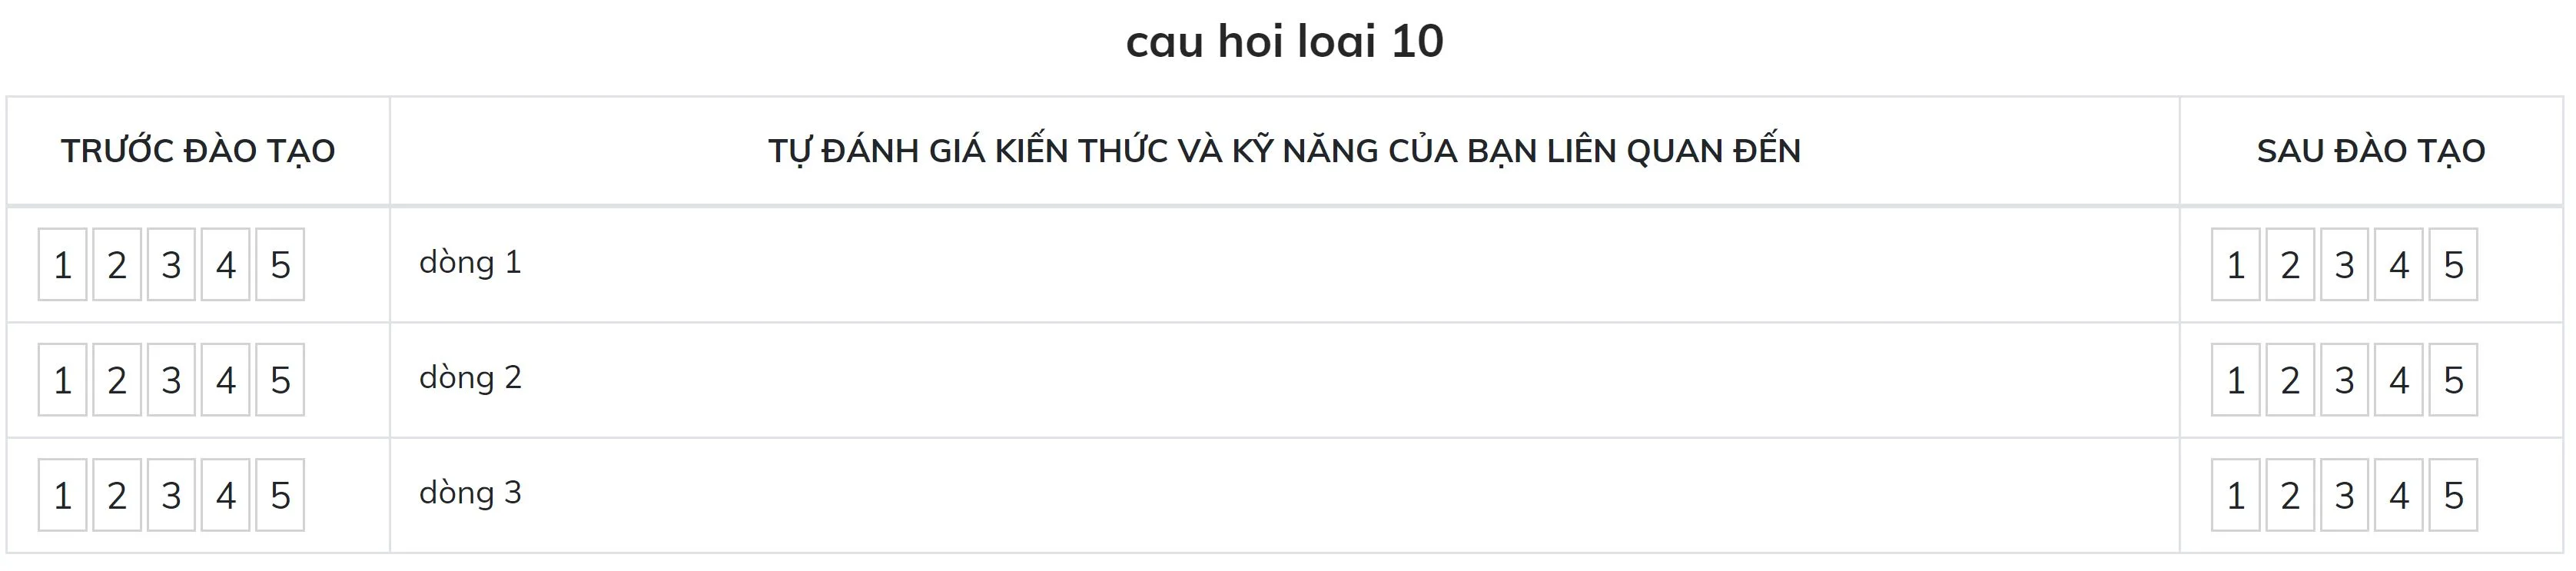 cau hoi loai 10
TRƯỚC ĐÀO TẠO TỰ ĐÁNH GIÁ KIẾN THỨC VÀ KỸ NĂNG CỦA BẠN LIÊN QUAN ĐẾN SAU ĐÀO TẠO
1 2 3 4 5 dòng 1 1 2 3 4 5
1 2 3 4 5 dòng 2 1 2 3 4 5
1 2 3 4 5 dòng 3 1 2 3 4 5